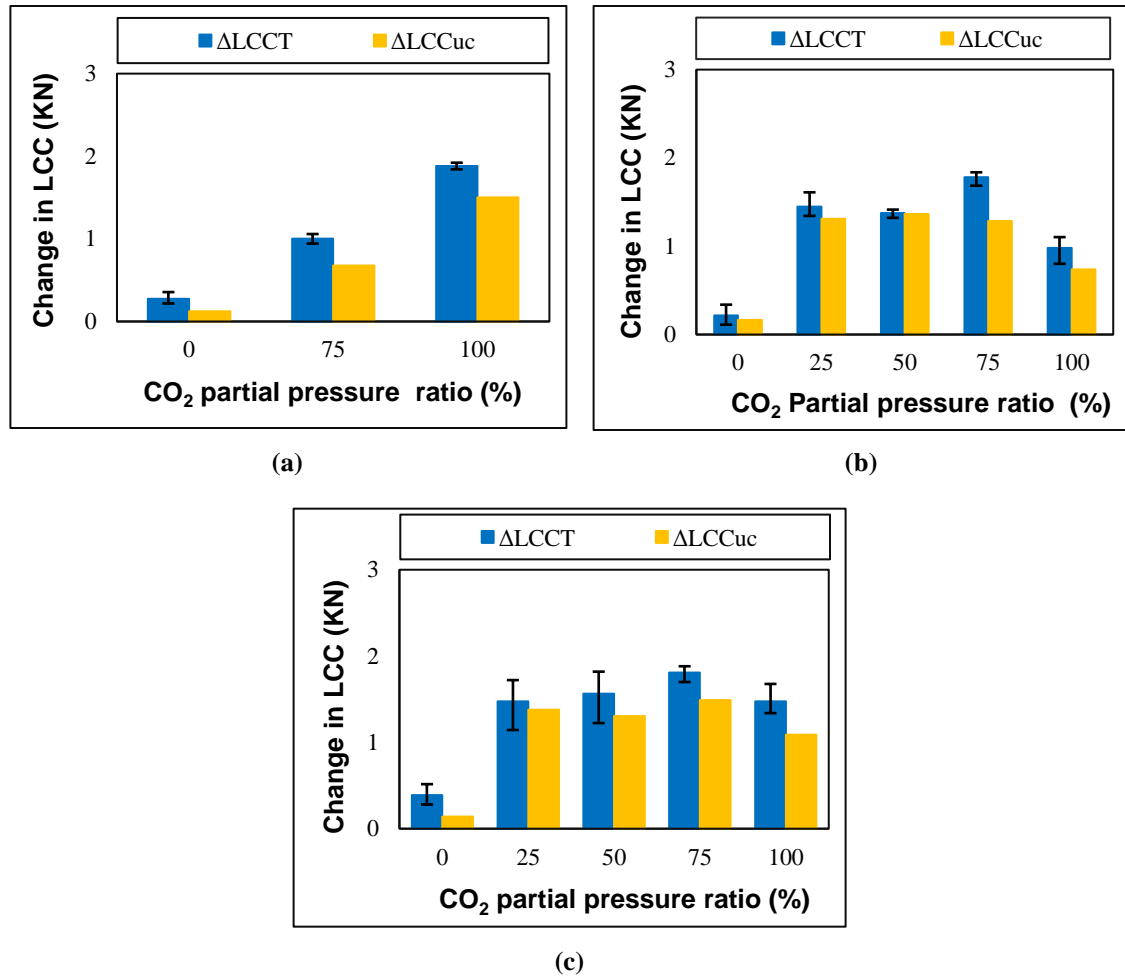 ΔLCCT ΔLCCuc
3
2
1
0
Change in LCC (KN)
0 75 100
CO₂ partial pressure ratio (%)
(a)
ΔLCCT ΔLCCuc
3
2
1
0
Change in LCC (KN)
0 25 50 75 100
CO₂ Partial pressure ratio (%)
(b)
ΔLCCT ΔLCCuc
3
2
1
0
Change in LCC (KN)
0 25 50 75 100
CO₂ partial pressure ratio (%)
(c)